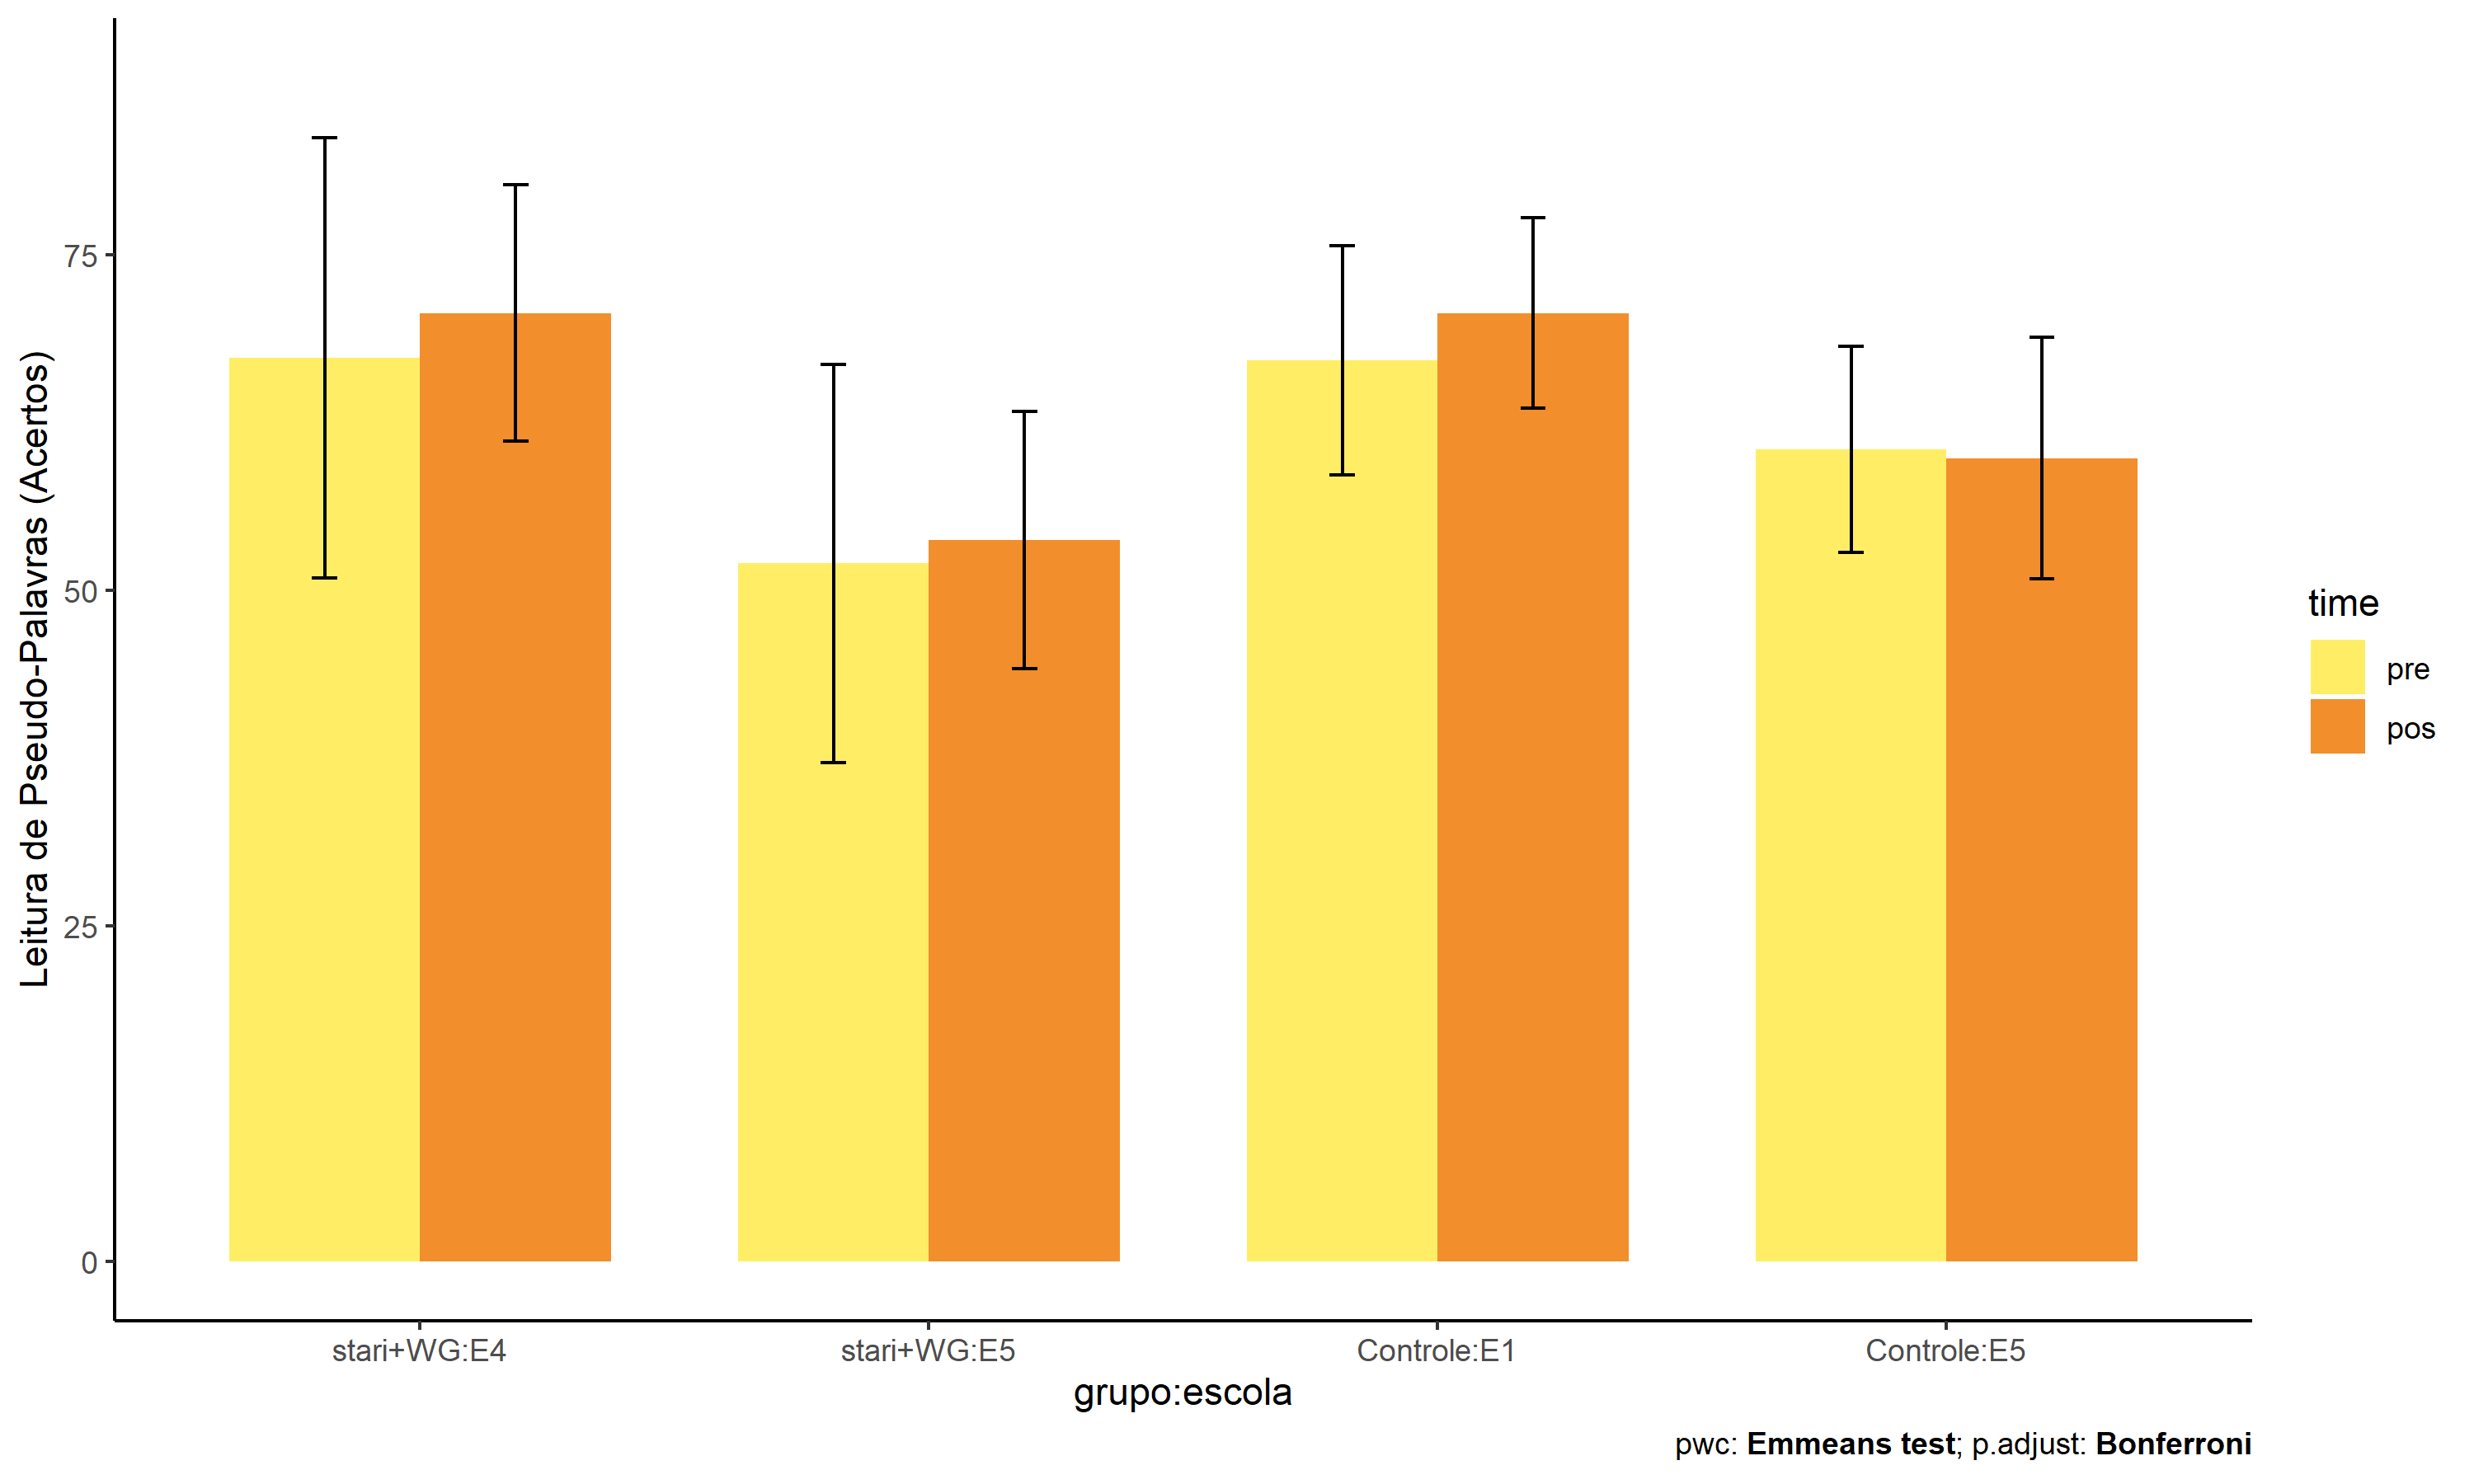 Leitura de Pseudo-Palavras (Acertos)
75
50
25
0
stari+WG:E4
stari+WG:E5
Controle:E1
Controle:E5
grupo:escola
time
pre
pos
pwc: Emmeans test; p.adjust: Bonferroni